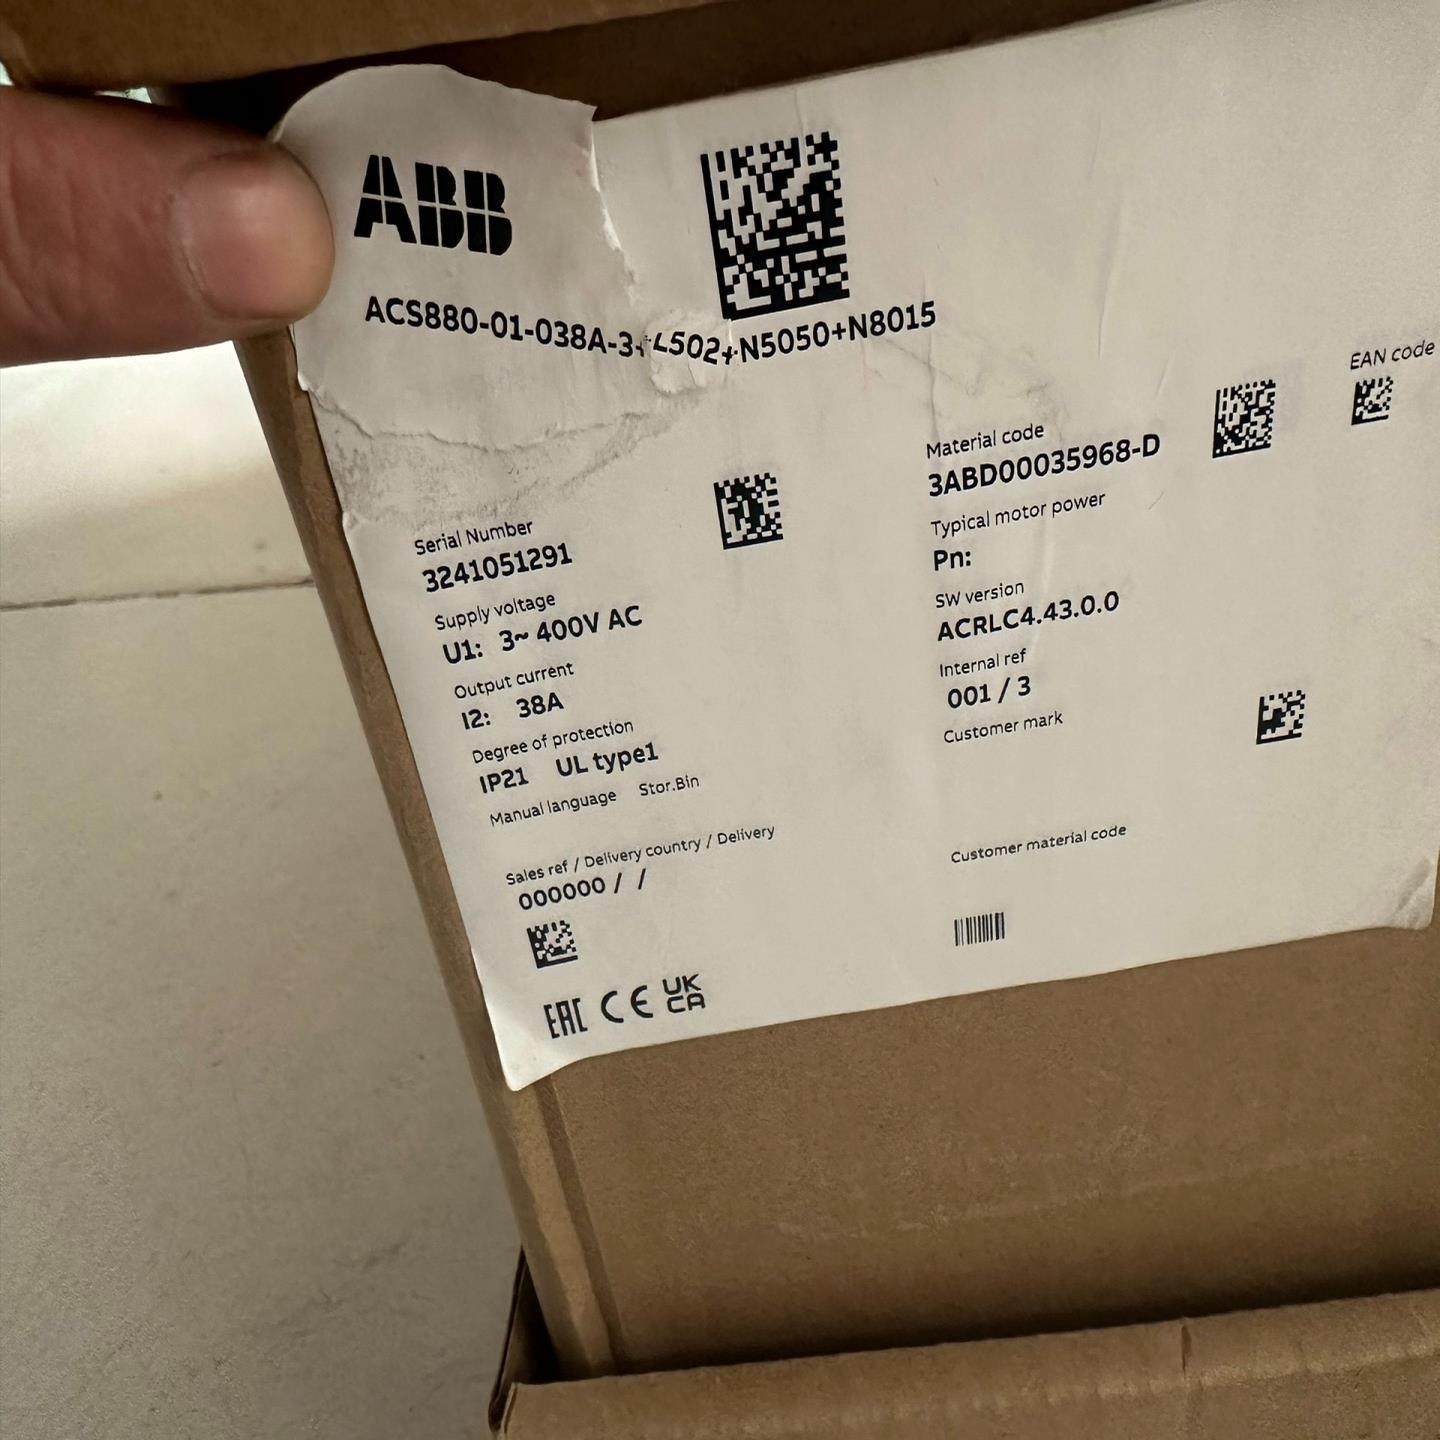 ABB
ACS880-01-038A-3+L502+N5050+N8015
EAN code
Material code
3ABD00035968-D
Typical motor power
Pn:
SW version
ACRLC4.43.0.0
Internal ref
001 / 3
Customer mark
Customer material code
Serial Number
3241051291
Supply voltage
U1: 3~ 400V AC
Output current
I2: 38A
Degree of protection
IP21 UL type1
Manual language Stor.Bin
Sales ref / Delivery country / Delivery
000000 / /
EAC CE UK CA